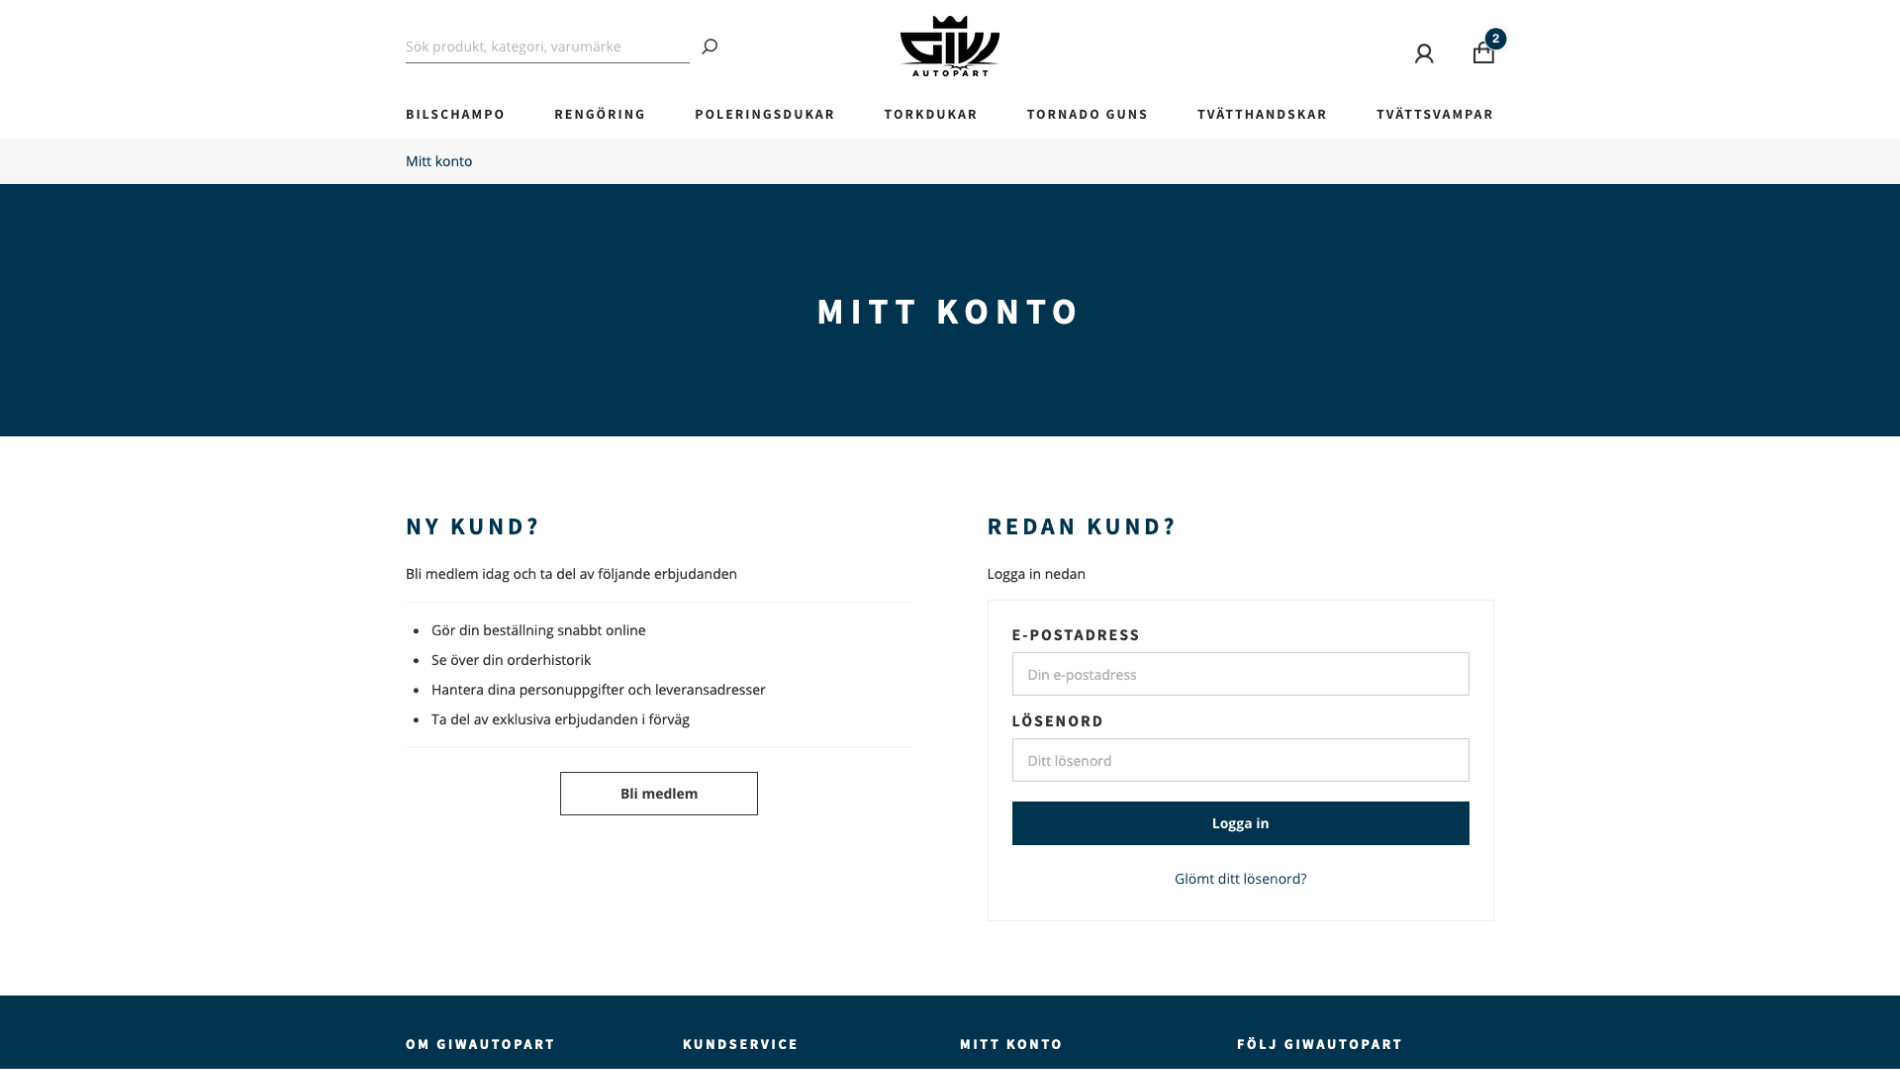 Sök produkt, kategori, varumärke
GIW
AUTOPART
2
BILSCHAMPO RENGÖRING POLERINGSDUKAR TORKDUKAR TORNADO GUNS TVÄTTHANDSKAR TVÄTTSVAMPAR
Mitt konto
MITT KONTO
NY KUND?
Bli medlem idag och ta del av följande erbjudanden
Gör din beställning snabbt online
Se över din orderhistorik
Hantera dina personuppgifter och leveransadresser
Ta del av exklusiva erbjudanden i förväg
Bli medlem
REDAN KUND?
Logga in nedan
E-POSTADRESS
Din e-postadress
LÖSENORD
Ditt lösenord
Logga in
Glömt ditt lösenord?
OM GIWAUTOPART KUNDSERVICE MITT KONTO FÖLJ GIWAUTOPART